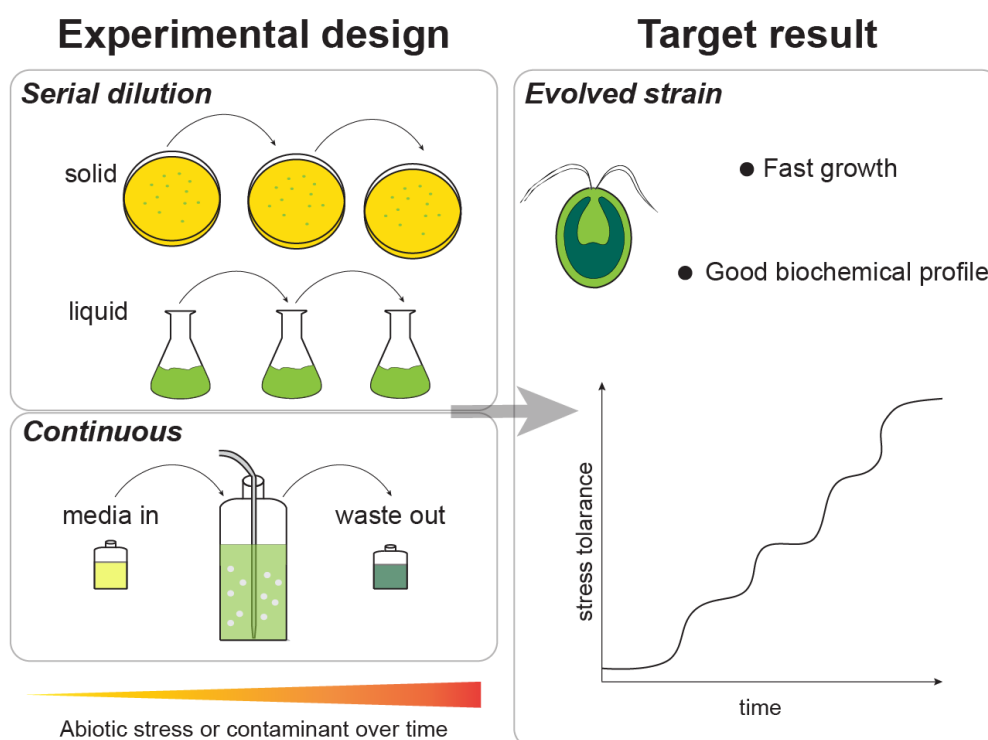 Experimental design
Target result
Serial dilution
solid
liquid
Continuous
media in
waste out
Abiotic stress or contaminant over time
Evolved strain
● Fast growth
● Good biochemical profile
stress tolarance
time